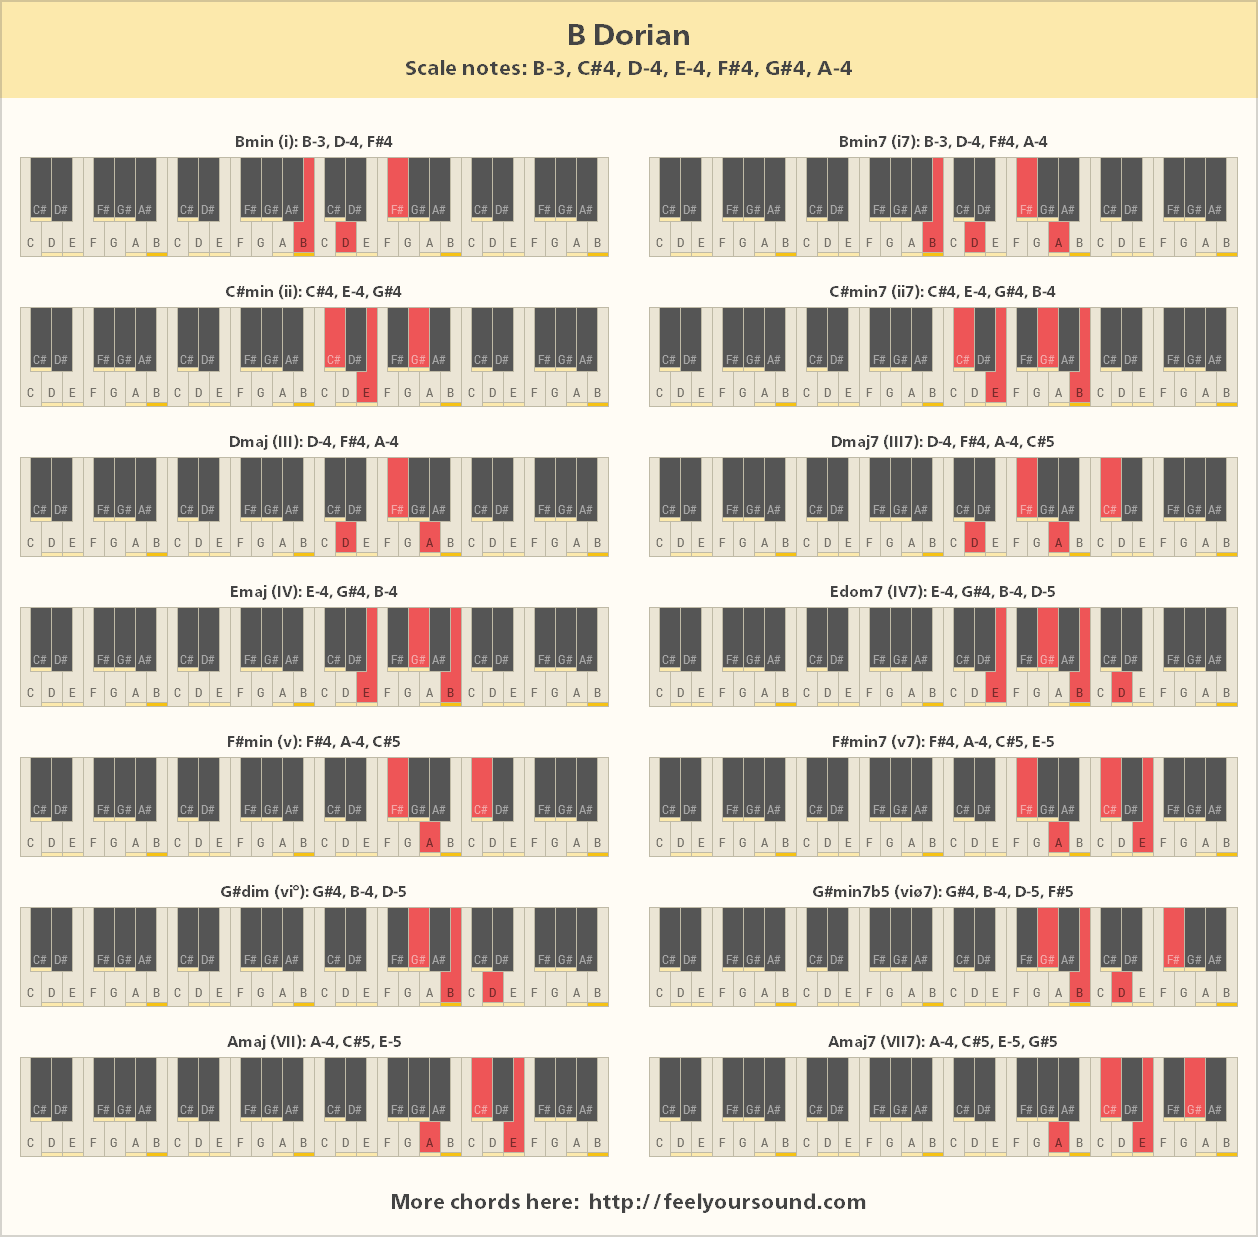 B Dorian
Scale notes: B-3, C#4, D-4, E-4, F#4, G#4, A-4
Bmin (i): B-3, D-4, F#4
C# D# F# G# A# C# D# F# G# A# C# D# F# G# A# C# D# F# G# A#
C D E F G A B C D E F G A B C D E F G A B C D E F G A B
Bmin7 (i7): B-3, D-4, F#4, A-4
C# D# F# G# A# C# D# F# G# A# C# D# F# G# A# C# D# F# G# A#
C D E F G A B C D E F G A B C D E F G A B C D E F G A B
C#min (ii): C#4, E-4, G#4
C# D# F# G# A# C# D# F# G# A# C# D# F# G# A# C# D# F# G# A#
C D E F G A B C D E F G A B C D E F G A B C D E F G A B
C#min7 (ii7): C#4, E-4, G#4, B-4
C# D# F# G# A# C# D# F# G# A# C# D# F# G# A# C# D# F# G# A#
C D E F G A B C D E F G A B C D E F G A B C D E F G A B
Dmaj (III): D-4, F#4, A-4
C# D# F# G# A# C# D# F# G# A# C# D# F# G# A# C# D# F# G# A#
C D E F G A B C D E F G A B C D E F G A B C D E F G A B
Dmaj7 (III7): D-4, F#4, A-4, C#5
C# D# F# G# A# C# D# F# G# A# C# D# F# G# A# C# D# F# G# A#
C D E F G A B C D E F G A B C D E F G A B C D E F G A B
Emaj (IV): E-4, G#4, B-4
C# D# F# G# A# C# D# F# G# A# C# D# F# G# A# C# D# F# G# A#
C D E F G A B C D E F G A B C D E F G A B C D E F G A B
Edom7 (IV7): E-4, G#4, B-4, D-5
C# D# F# G# A# C# D# F# G# A# C# D# F# G# A# C# D# F# G# A#
C D E F G A B C D E F G A B C D E F G A B C D E F G A B
F#min (v): F#4, A-4, C#5
C# D# F# G# A# C# D# F# G# A# C# D# F# G# A# C# D# F# G# A#
C D E F G A B C D E F G A B C D E F G A B C D E F G A B
F#min7 (v7): F#4, A-4, C#5, E-5
C# D# F# G# A# C# D# F# G# A# C# D# F# G# A# C# D# F# G# A#
C D E F G A B C D E F G A B C D E F G A B C D E F G A B
G#dim (vi°): G#4, B-4, D-5
C# D# F# G# A# C# D# F# G# A# C# D# F# G# A# C# D# F# G# A#
C D E F G A B C D E F G A B C D E F G A B C D E F G A B
G#min7b5 (viø7): G#4, B-4, D-5, F#5
C# D# F# G# A# C# D# F# G# A# C# D# F# G# A# C# D# F# G# A#
C D E F G A B C D E F G A B C D E F G A B C D E F G A B
Amaj (VII): A-4, C#5, E-5
C# D# F# G# A# C# D# F# G# A# C# D# F# G# A# C# D# F# G# A#
C D E F G A B C D E F G A B C D E F G A B C D E F G A B
Amaj7 (VII7): A-4, C#5, E-5, G#5
C# D# F# G# A# C# D# F# G# A# C# D# F# G# A# C# D# F# G# A#
C D E F G A B C D E F G A B C D E F G A B C D E F G A B
More chords here: http://feelyoursound.com